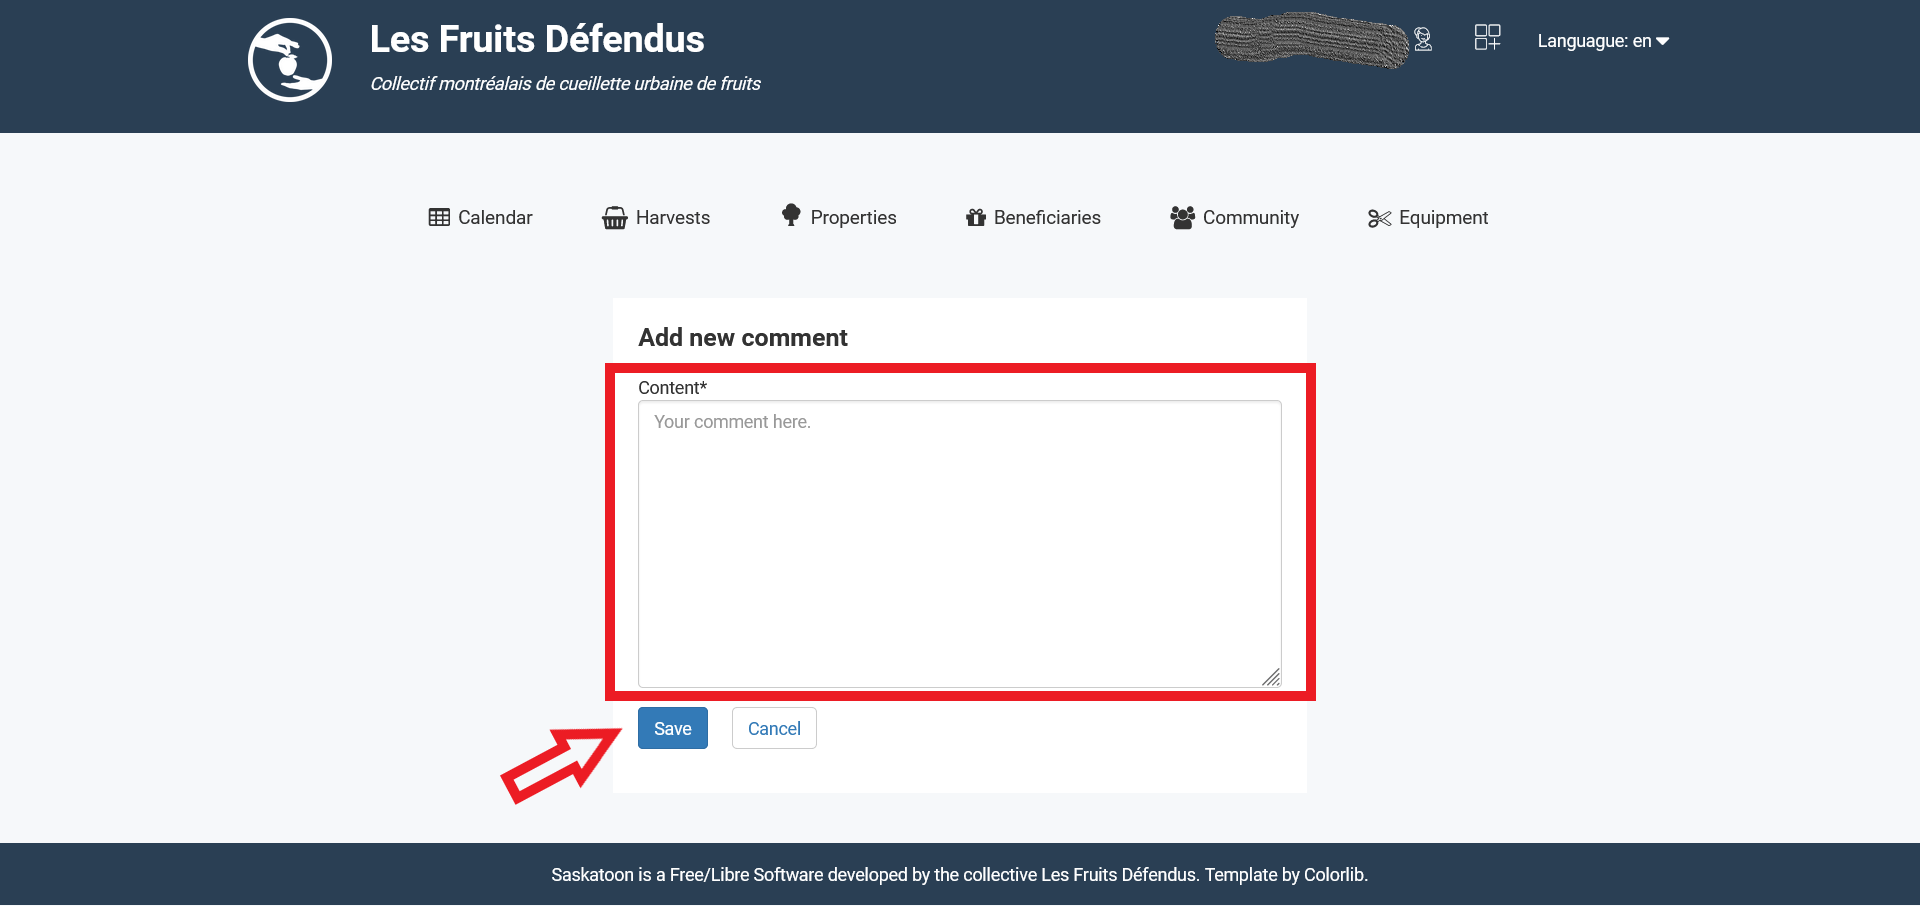 Les Fruits Défendus
Collectif montréalais de cueillette urbaine de fruits
Languague: en
Calendar
Harvests
Properties
Beneficiaries
Community
Equipment
Add new comment
Content*
Your comment here.
Save
Cancel
Saskatoon is a Free/Libre Software developed by the collective Les Fruits Défendus. Template by Colorlib.